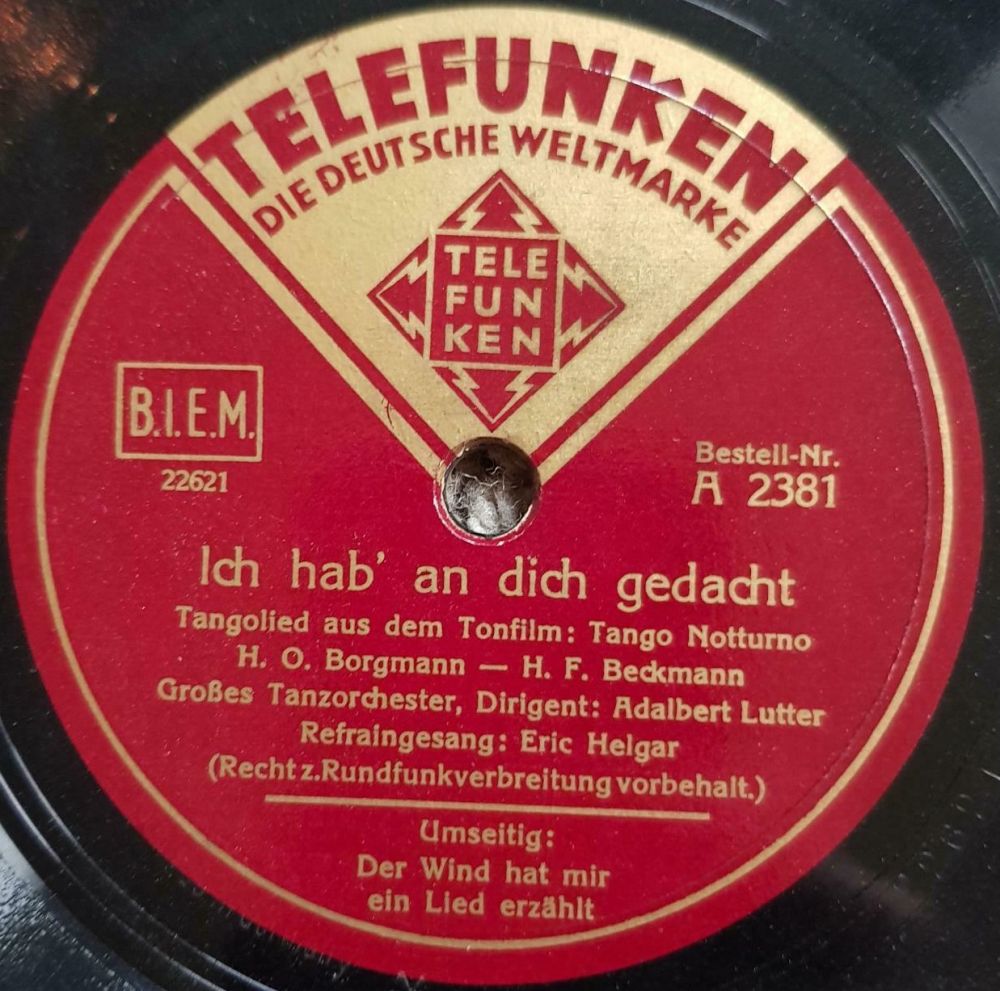 TELEFUNKEN
DIE DEUTSCHE WELTMARKE
TELE
FUN
KEN
B.I.E.M.
22621
Bestell-Nr.
A 2381
Ich hab' an dich gedacht
Tangolied aus dem Tonfilm: Tango Notturno
H. O. Borgmann — H. F. Beckmann
Großes Tanzorchester, Dirigent: Adalbert Lutter
Refraingesang: Eric Helgar
(Recht z. Rundfunkverbreitung vorbehalt.)
Umseitig:
Der Wind hat mir
ein Lied erzählt